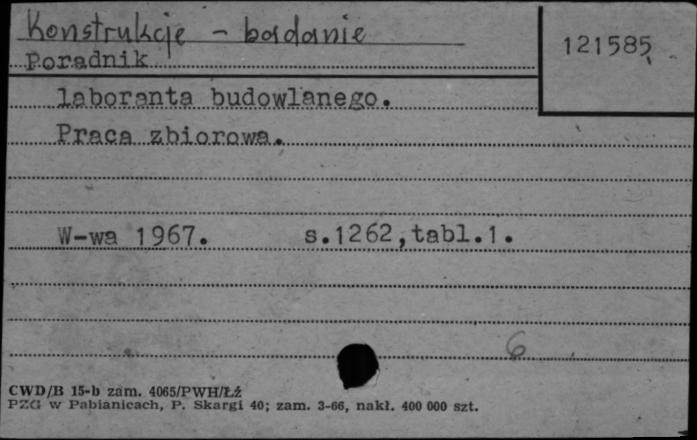 Konstrukcje - badanie
121585
Poradnik
laboranta budowlanego.
Praca zbiorowa.
W-wa 1967. s.1262,tabl.1.
6
CWD/B 15-b zam. 4065/PWH/Łź
PZG w Pabianicach, P. Skargi 40; zam. 3-66, nakł. 400 000 szt.